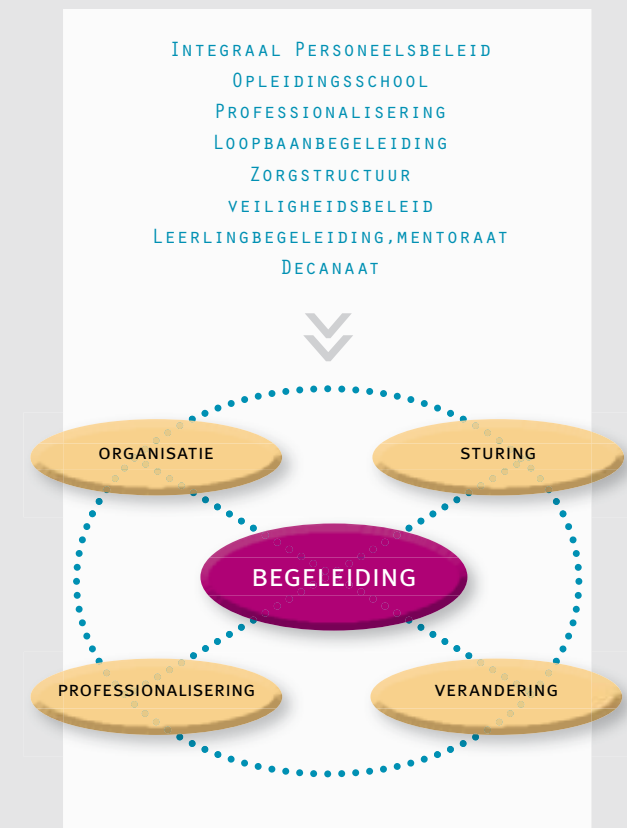 Integraal Personeelsbeleid
Opleidingsschool
Professionalisering
Loopbaanbegeleiding
Zorgstructuur
veiligheidsbeleid
Leerlingbegeleiding,mentoraat
Decanaat
ORGANISATIE
STURING
BEGELEIDING
PROFESSIONALISERING
VERANDERING